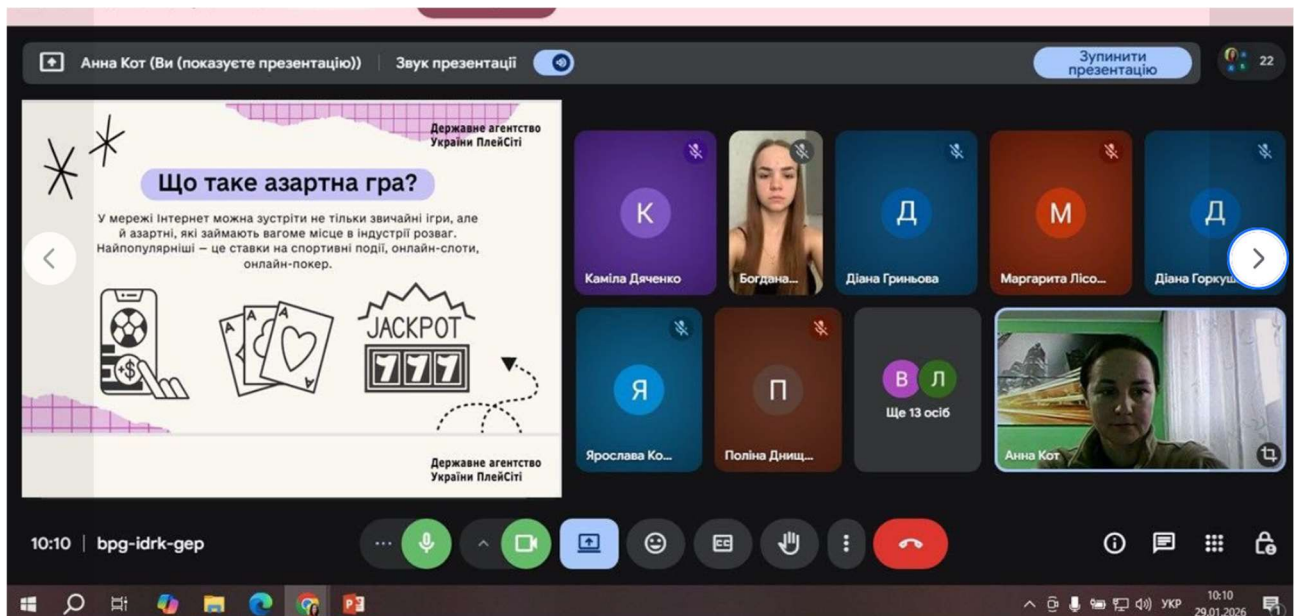 Анна Кот (Ви (показуєте презентацію))
Звук презентації
Зупинити
презентацію
22
Державне агентство
України ПлейСіті
Що таке азартна гра?
У мережі Інтернет можна зустріти не тільки звичайні ігри, але
й азартні, які займають вагоме місце в індустрії розваг.
Найпопулярніші – це ставки на спортивні події, онлайн-слоти,
онлайн-покер.
+$
A A A A
JACKPOT
777
Державне агентство
України ПлейСіті
К
Каміла Дяченко
Богдана...
Д
Діана Гриньова
М
Маргарита Лісо...
Д
Діана Горкуш
Я
Ярослава Ко...
П
Поліна Днищ...
В Л
Ще 13 осіб
Анна Кот
10:10 | bpg-idrk-gep
CC
УКР
10:10
29.01.2026
1